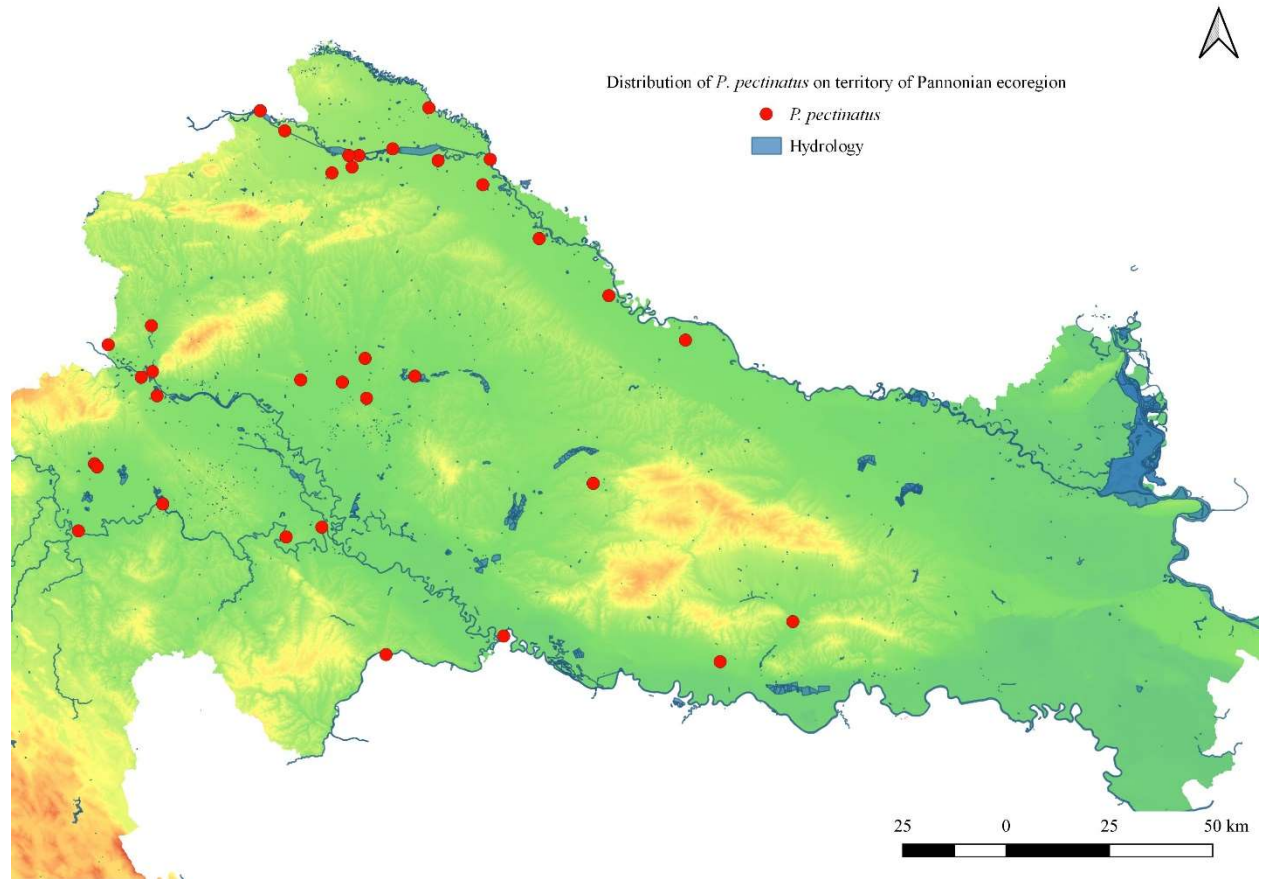 Distribution of P. pectinatus on territory of Pannonian ecoregion
P. pectinatus
Hydrology
25 0 25 50 km